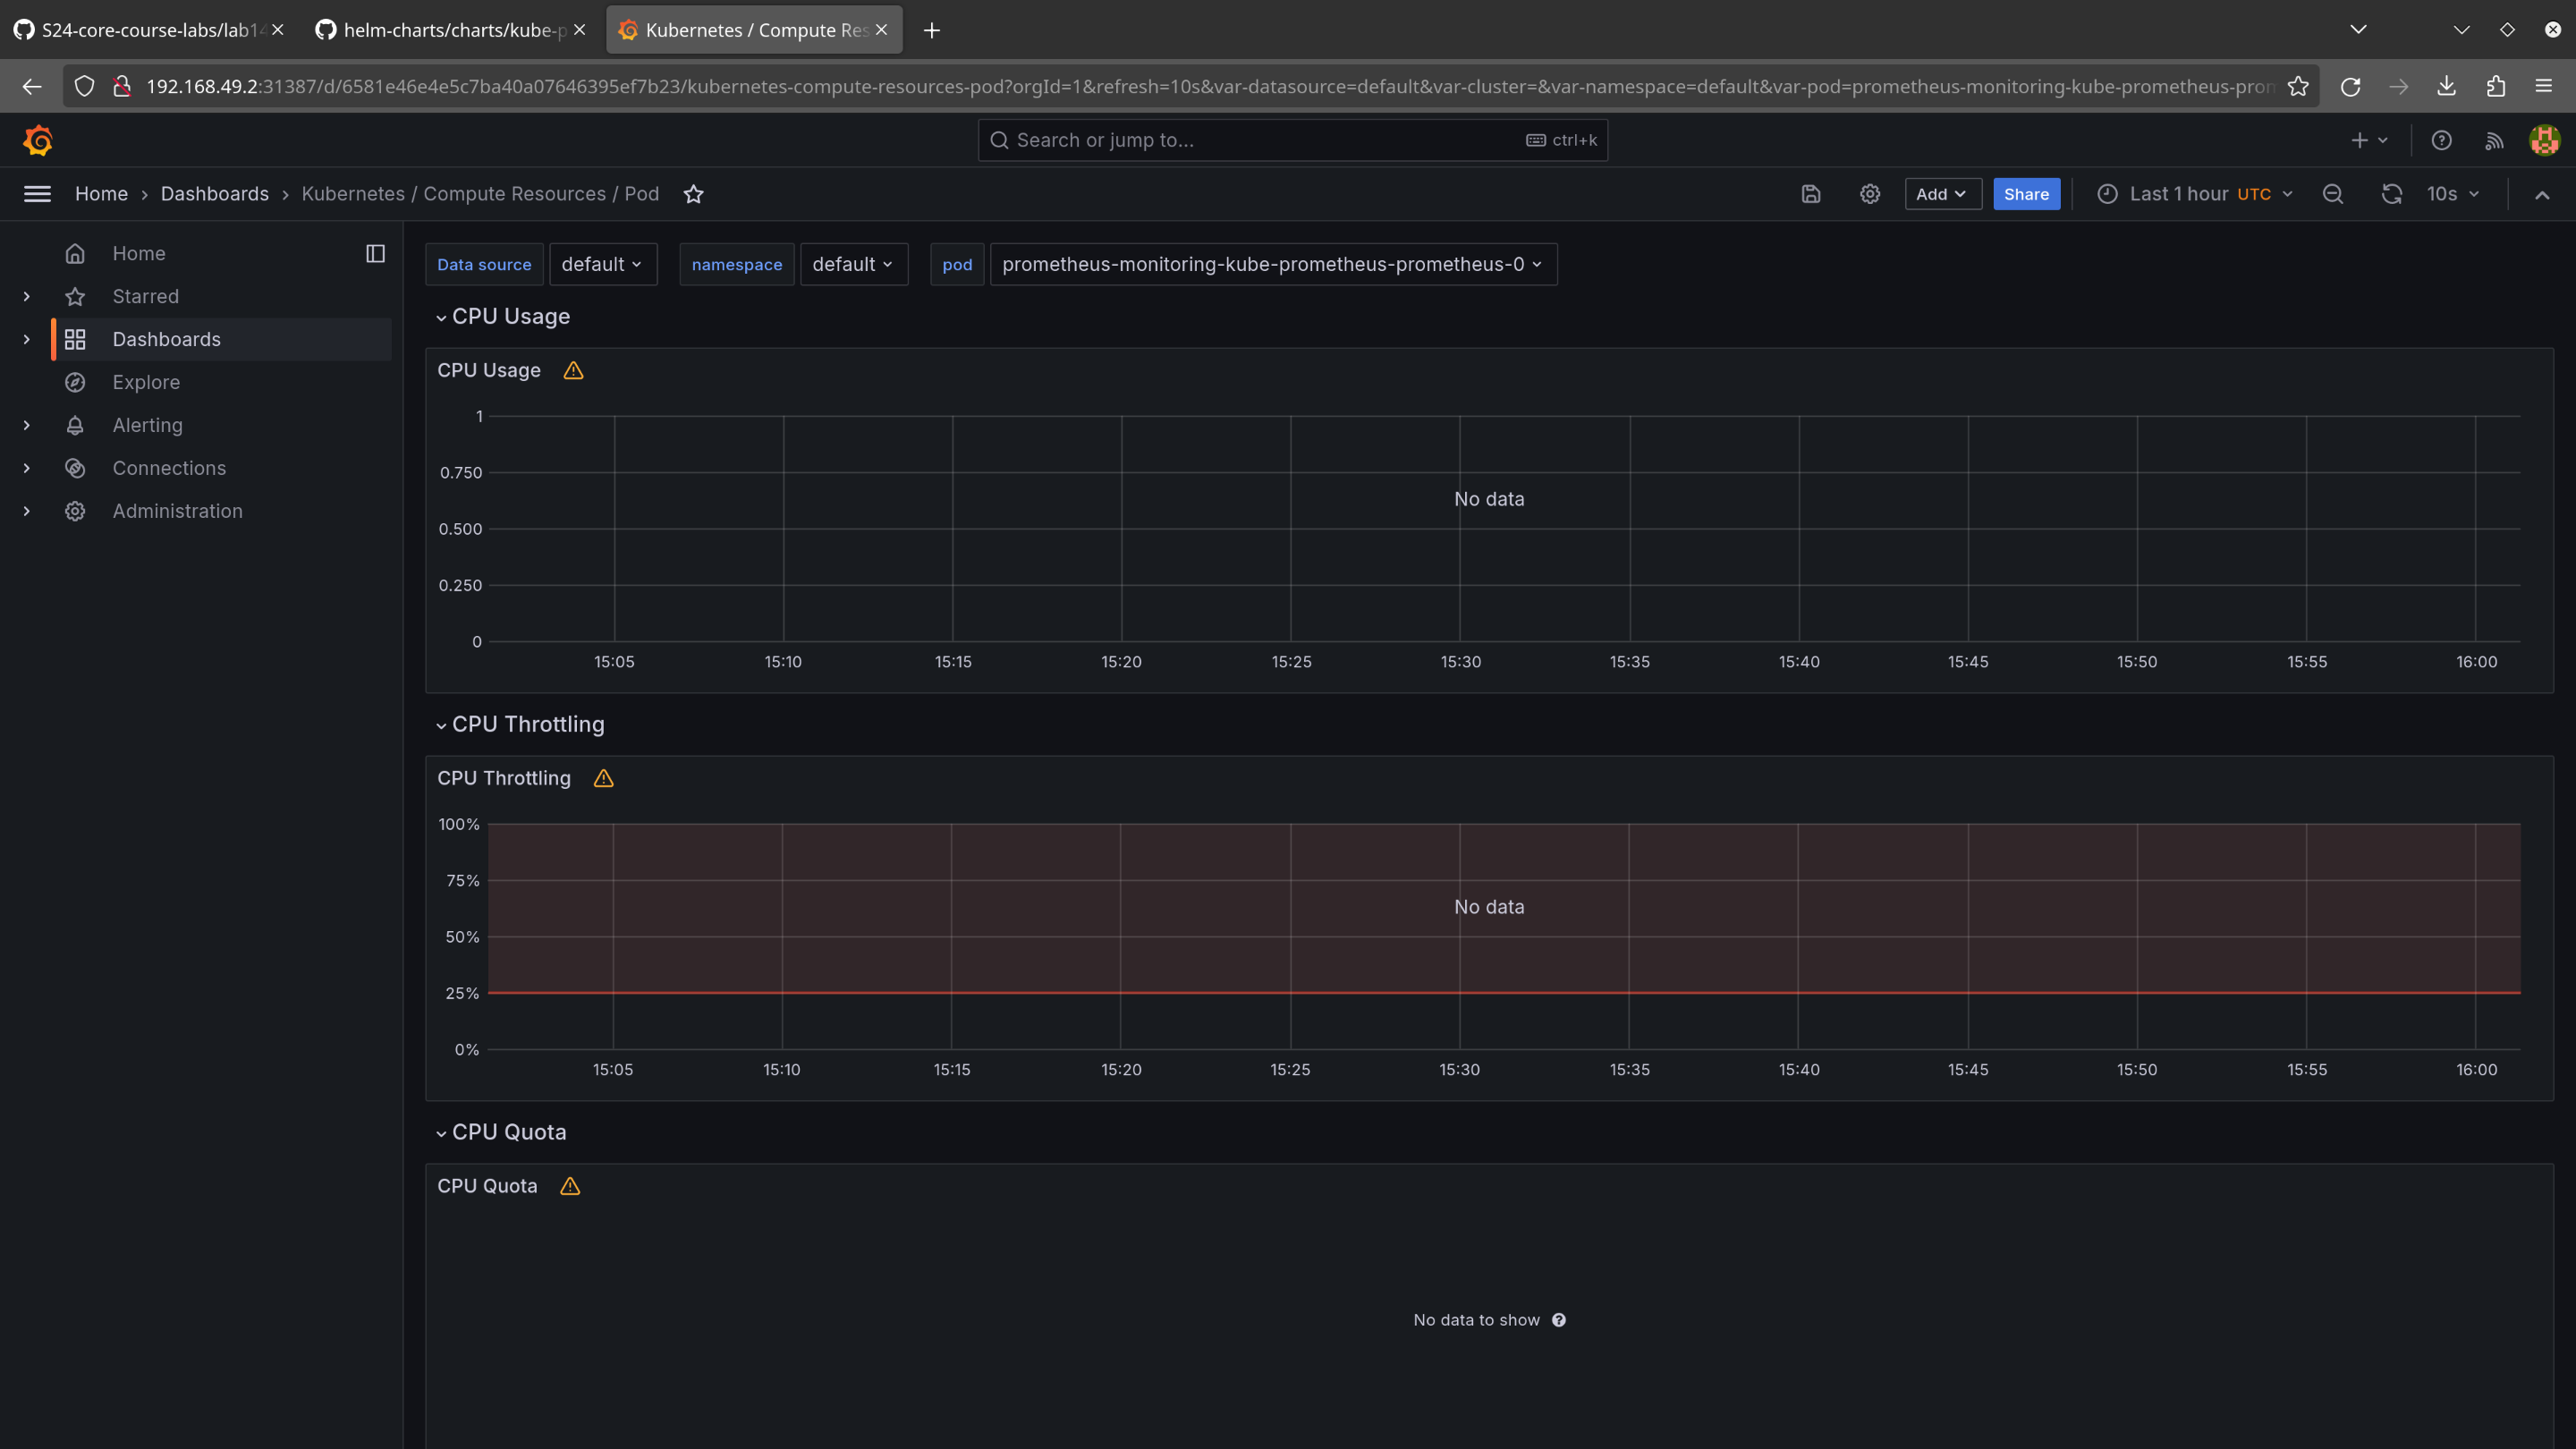 S24-core-course-labs/lab14
helm-charts/charts/kube-p
Kubernetes / Compute Res
192.168.49.2:31387/d/6581e46e4e5c7ba40a07646395ef7b23/kubernetes-compute-resources-pod?orgId=1&refresh=10s&var-datasource=default&var-cluster=&var-namespace=default&var-pod=prometheus-monitoring-kube-prometheus-prom
Search or jump to...
ctrl+k
Home › Dashboards › Kubernetes / Compute Resources / Pod
Add
Share
Last 1 hour UTC
10s
Home
Starred
Dashboards
Explore
Alerting
Connections
Administration
Data source default namespace default pod prometheus-monitoring-kube-prometheus-prometheus-0
CPU Usage
CPU Usage
1
0.750
No data
0.500
0.250
0
15:05 15:10 15:15 15:20 15:25 15:30 15:35 15:40 15:45 15:50 15:55 16:00
CPU Throttling
CPU Throttling
100%
75%
No data
50%
25%
0%
15:05 15:10 15:15 15:20 15:25 15:30 15:35 15:40 15:45 15:50 15:55 16:00
CPU Quota
CPU Quota
No data to show